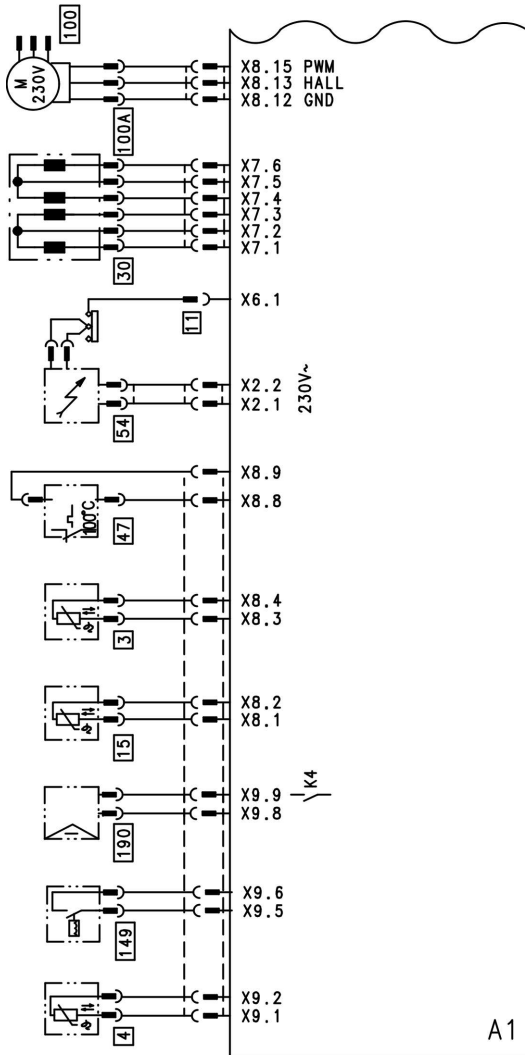 100
M
230V
X8.15 PWM
X8.13 HALL
X8.12 GND
100A
X7.6
X7.5
X7.4
X7.3
X7.2
X7.1
30
X6.1
11
X2.2
X2.1
230V~
54
X8.9
X8.8
100°C
47
X8.4
X8.3
3
X8.2
X8.1
15
X9.9
K4
X9.8
190
X9.6
X9.5
149
X9.2
X9.1
4
A1